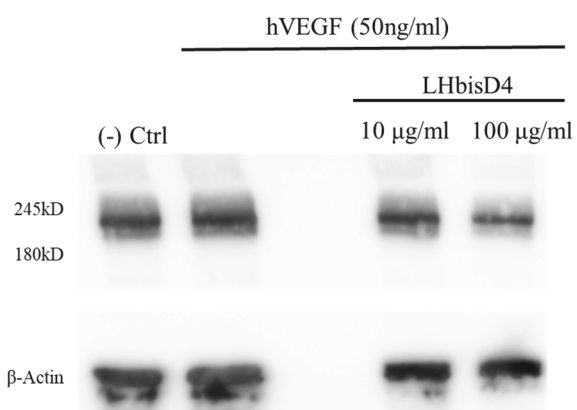 hVEGF (50ng/ml)
LHbisD4
(-) Ctrl 10 μg/ml 100 μg/ml
245kD
180kD
β-Actin